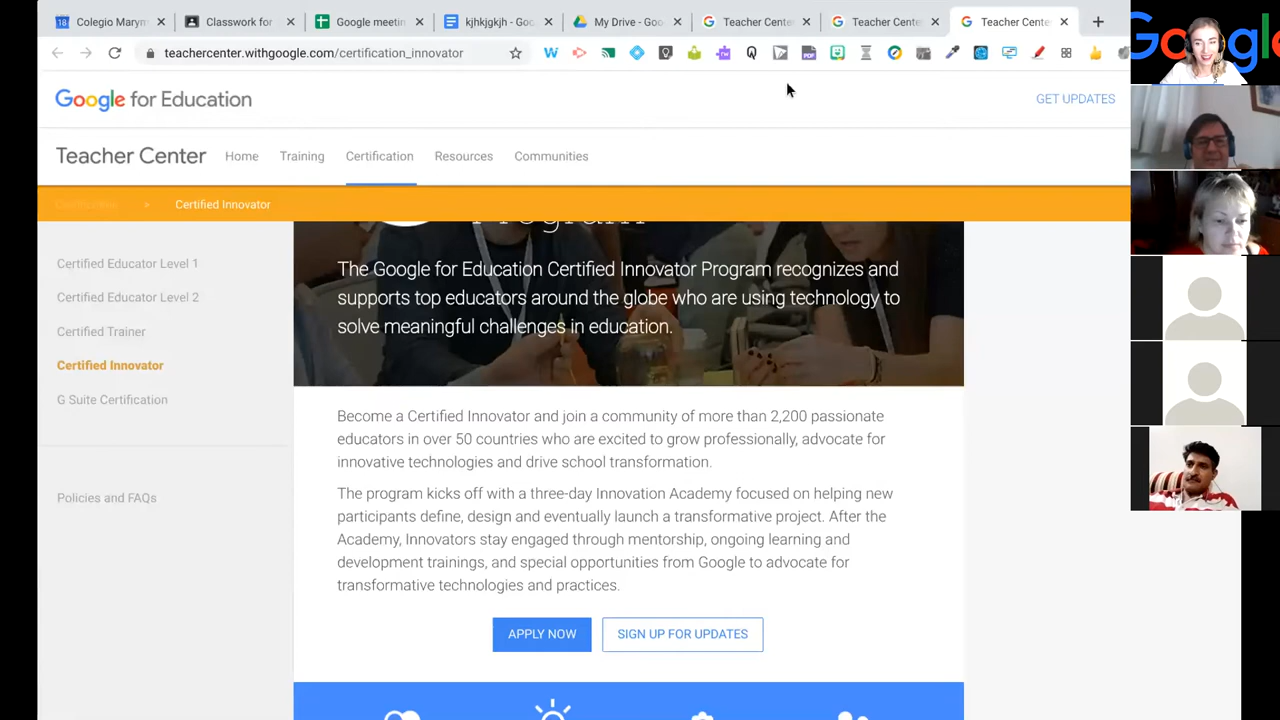 Colegio Marym
Classwork for
Google meetin
kjhkjgkjh - Goo
My Drive - Goo
Teacher Cente
Teacher Cente
Teacher Cente
teachercenter.withgoogle.com/certification_innovator
Google for Education
GET UPDATES
Teacher Center
Home
Training
Certification
Resources
Communities
> Certified Innovator
Program
Certified Educator Level 1
Certified Educator Level 2
Certified Trainer
Certified Innovator
G Suite Certification
Policies and FAQs
The Google for Education Certified Innovator Program recognizes and
supports top educators around the globe who are using technology to
solve meaningful challenges in education.
Become a Certified Innovator and join a community of more than 2,200 passionate
educators in over 50 countries who are excited to grow professionally, advocate for
innovative technologies and drive school transformation.
The program kicks off with a three-day Innovation Academy focused on helping new
participants define, design and eventually launch a transformative project. After the
Academy, Innovators stay engaged through mentorship, ongoing learning and
development trainings, and special opportunities from Google to advocate for
transformative technologies and practices.
APPLY NOW
SIGN UP FOR UPDATES